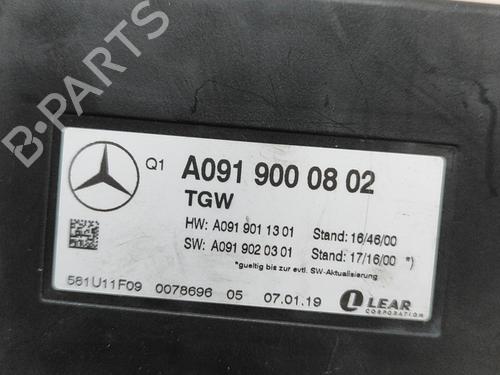 B-PARTS
Q1 A091 900 08 02
TGW
HW: A091 901 13 01 Stand: 16/46/00
SW: A091 902 03 01 Stand: 17/16/00 *)
*gueltig bis zur evtl. SW-Aktualisierung
581U11F09 0078696 05 07.01.19
LEAR
CORPORATION